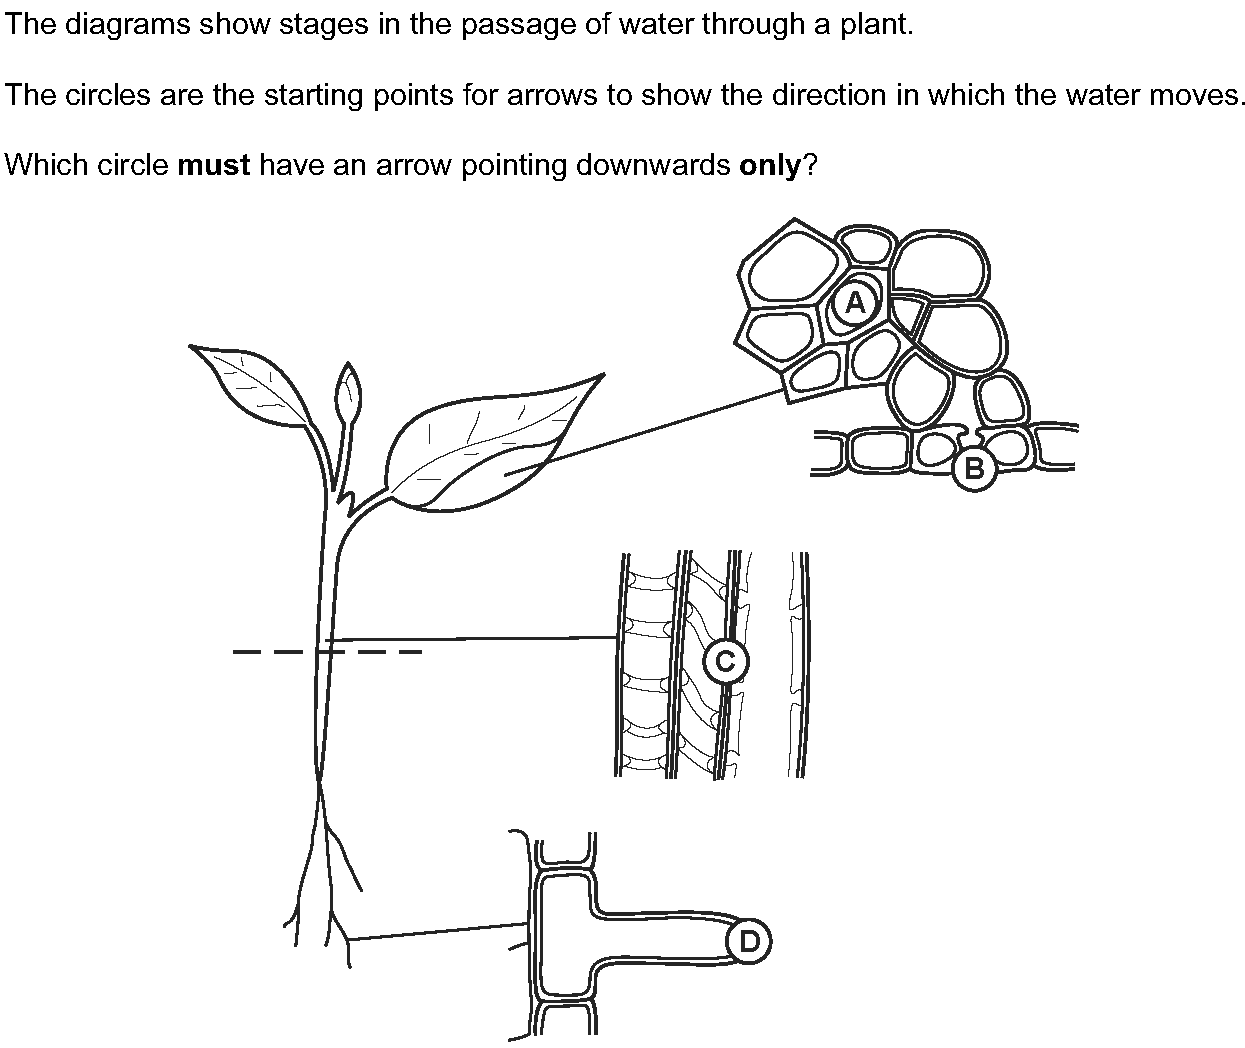 The diagrams show stages in the passage of water through a plant.
The circles are the starting points for arrows to show the direction in which the water moves.
Which circle must have an arrow pointing downwards only?
A
B
C
D